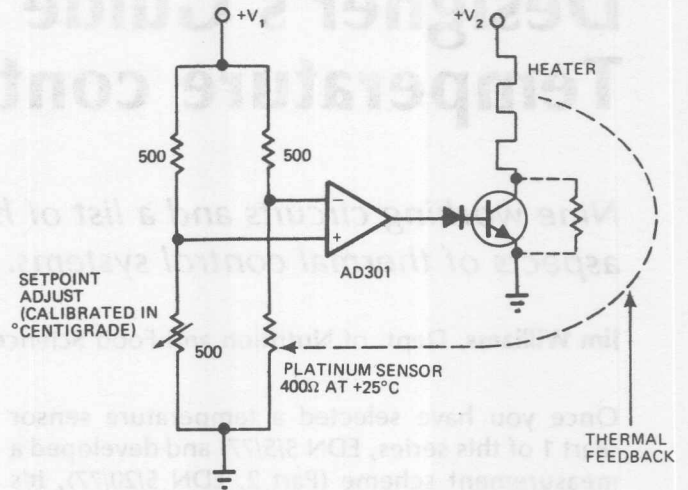 Designer's Guide
Temperature cont
+V1
+V2
HEATER
500
500
Nine working circuits and a list of
aspects of thermal control systems.
+
AD301
SETPOINT
ADJUST
(CALIBRATED IN
°CENTIGRADE)
500
Jim Williams, Dept. of Nutrition and Food Science
PLATINUM SENSOR
400Ω AT +25°C
Once you have selected a temperature sensor
THERMAL
FEEDBACK
art 1 of this series, EDN 5/5/77) and developed a
measurement scheme (Part 2, EDN 5/20/77), it's